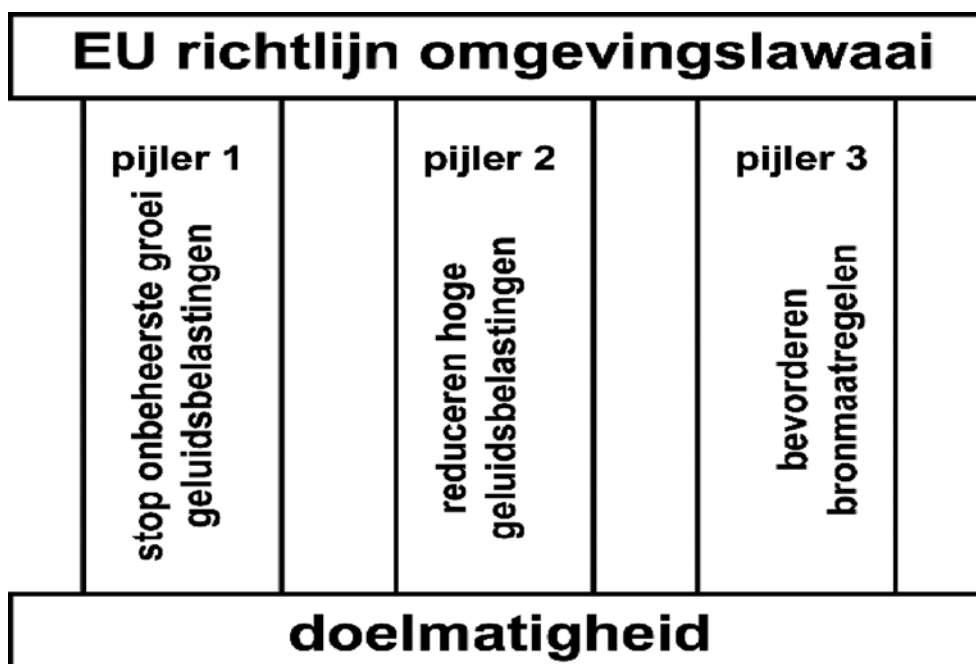 EU richtlijn omgevingslawaai
pijler 1
stop onbeheerste groei
geluidsbelastingen
pijler 2
reduceren hoge
geluidsbelastingen
pijler 3
bevorderen
bronmaatregelen
doelmatigheid